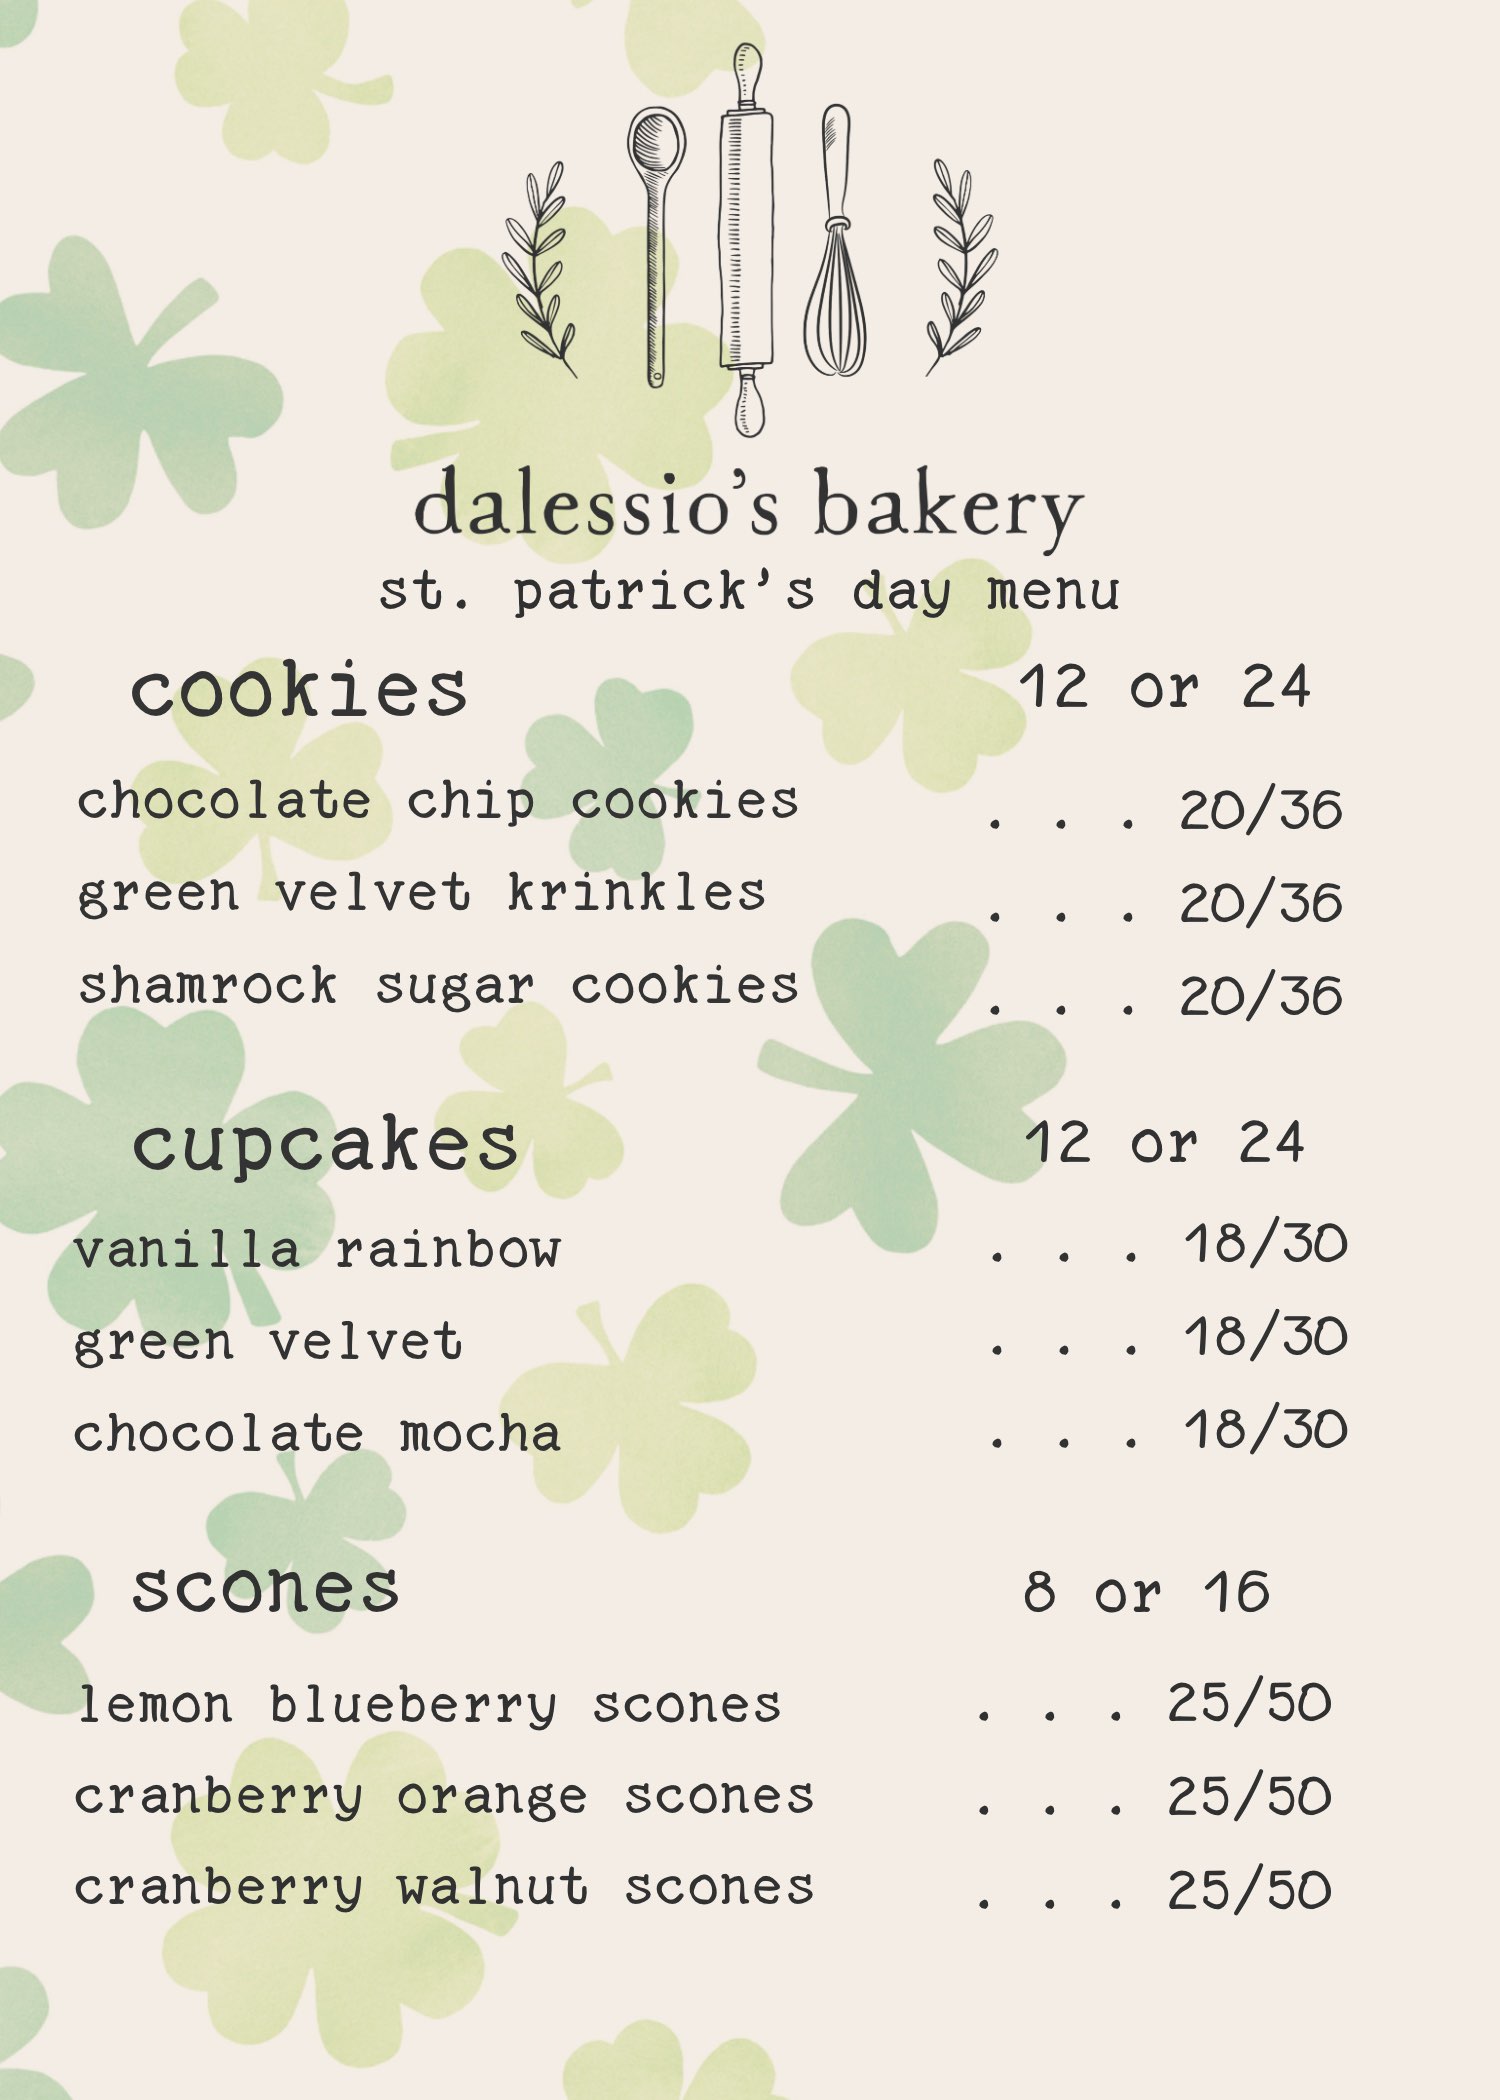 dalessio's bakery
st. patrick's day menu
cookies 12 or 24
chocolate chip cookies . . . 20/36
green velvet krinkles . . . 20/36
shamrock sugar cookies . . . 20/36
cupcakes 12 or 24
vanilla rainbow . . . 18/30
green velvet . . . 18/30
chocolate mocha . . . 18/30
scones 8 or 16
lemon blueberry scones . . . 25/50
cranberry orange scones . . . 25/50
cranberry walnut scones . . . 25/50